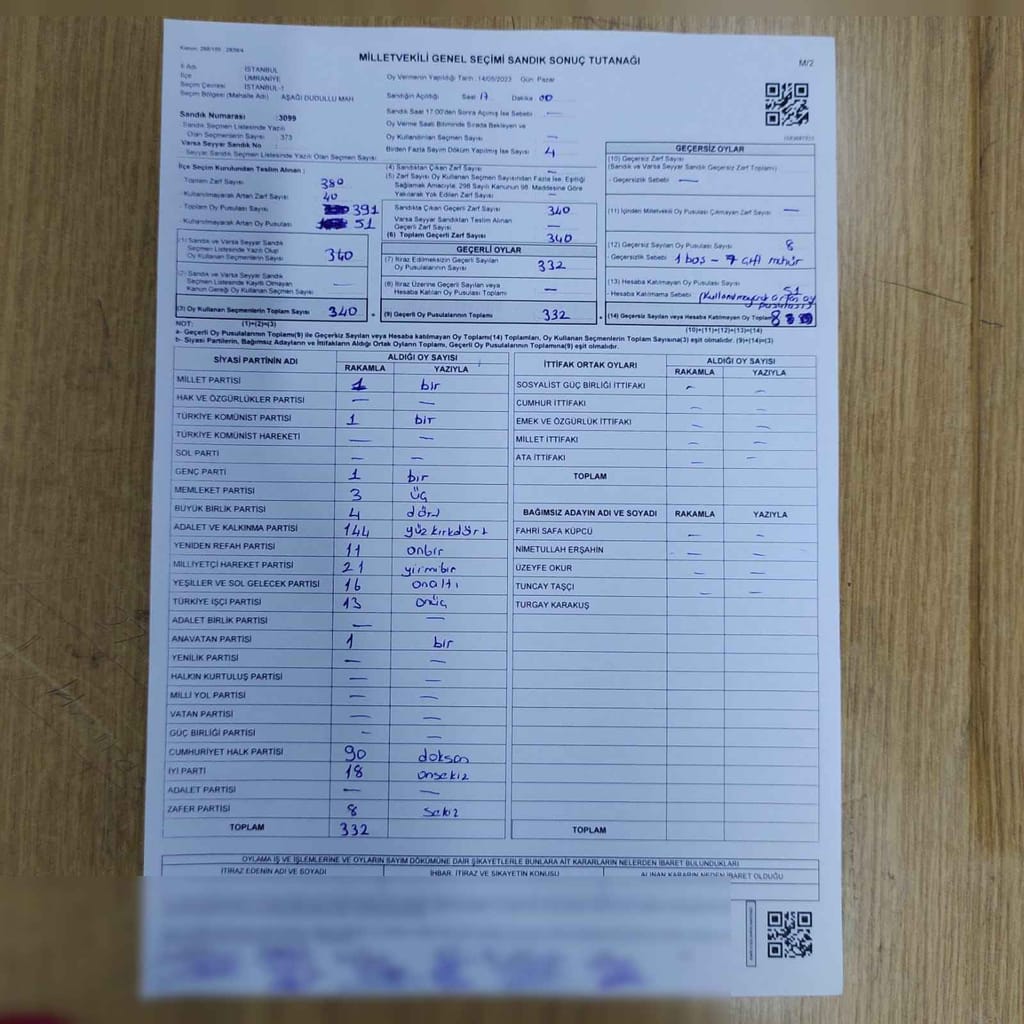 MİLLETVEKİLİ GENEL SEÇİMİ SANDIK SONUÇ TUTANAĞI
M/2
İl Adı İSTANBUL
İlçe ÜMRANİYE
Seçim Çevresi İSTANBUL-1
Seçim Bölgesi (Mahalle Adı) AŞAĞI DUDULLU MAH
Oy Vermenin Yapıldığı Tarih : 14/05/2023 Gün: Pazar
Sandığın Açıldığı Saat 17 Dakika 00
Sandık Saat 17:00'den Sonra Açılmış İse Sebebi —
Oy Verme Saati Bitiminde Sırada Bekleyen ve
Oy Kullandırılan Seçmen Sayısı —
Birden Fazla Sayım Dökümü Yapılmış İse Sayısı 4
Sandık Numarası :3099
Sandık Seçmen Listesinde Yazılı
Olan Seçmenlerin Sayısı 373
Varsa Seyyar Sandık No
Seyyar Sandık Seçmen Listesinde Yazılı Olan Seçmen Sayısı
İlçe Seçim Kurulundan Teslim Alınan ;
Toplam Zarf Sayısı 380
Kullanılmayarak Artan Zarf Sayısı 40
Toplam Oy Pusulası Sayısı 391
Kullanılmayarak Artan Oy Pusulası 51
(1) Sandık ve Varsa Seyyar Sandık
Seçmen Listesinde Yazılı Olup
Oy Kullanan Seçmenlerin Sayısı 340
(2) Sandık ve Varsa Seyyar Sandık
Seçmen Listesinde Kayıtlı Olmayan
Kanun Gereği Oy Kullanan Seçmen Sayısı —
(3) Oy Kullanan Seçmenlerin Toplam Sayısı 340
(1)+(2)=(3)
(4) Sandıktan Çıkan Zarf Sayısı
(5) Zarf Sayısı Oy Kullanan Seçmen Sayısından Fazla İse, Eşitliği
Sağlamak Amacıyla, 298 Sayılı Kanunun 98. Maddesine Göre
Yakılarak Yok Edilen Zarf Sayısı —
Sandıkta Çıkan Geçerli Zarf Sayısı 340
Varsa Seyyar Sandıktan Teslim Alınan
Geçerli Zarf Sayısı —
(6) Toplam Geçerli Zarf Sayısı 340
GEÇERLİ OYLAR
(7) İtiraz Edilmeksizin Geçerli Sayılan
Oy Pusulalarının Sayısı 332
(8) İtiraz Üzerine Geçerli Sayılan veya
Hesaba Katılan Oy Pusulası Toplamı —
(9) Geçerli Oy Pusulalarının Toplamı 332
GEÇERSİZ OYLAR
(10) Geçersiz Zarf Sayısı
(Sandık ve Varsa Seyyar Sandık Geçersiz Zarf Toplamı)
- Geçersizlik Sebebi —
(11) İçinden Milletvekili Oy Pusulası Çıkmayan Zarf Sayısı —
(12) Geçersiz Sayılan Oy Pusulası Sayısı 8
- Geçersizlik Sebebi 1 boş - 7 çift mühür
(13) Hesaba Katılmayan Oy Pusulası Sayısı 51
- Hesaba Katılmama Sebebi (Kullanılmayarak artan oy
pusulası)
(14) Geçersiz Sayılan veya Hesaba Katılmayan Oy Toplamı 8
(10)+(11)+(12)+(13)=(14)
NOT:
a- Geçerli Oy Pusulalarının Toplamı(9) ile Geçersiz Sayılan veya Hesaba katılmayan Oy Toplamı(14) Toplamları, Oy Kullanan Seçmenlerin Toplam Sayısına(3) eşit olmalıdır. (9)+(14)=(3)
b- Siyasi Partilerin, Bağımsız Adayların ve İttifakların Aldığı Ortak Oyların Toplamı, Geçerli Oy Pusulalarının Toplamına(9) eşit olmalıdır.
SİYASİ PARTİNİN ADI ALDIĞI OY SAYISI
RAKAMLA YAZIYLA
MİLLET PARTİSİ 1 bir
HAK VE ÖZGÜRLÜKLER PARTİSİ — —
TÜRKİYE KOMÜNİST PARTİSİ 1 bir
TÜRKİYE KOMÜNİST HAREKETİ — —
SOL PARTİ — —
GENÇ PARTİ 1 bir
MEMLEKET PARTİSİ 3 üç
BÜYÜK BİRLİK PARTİSİ 4 dört
ADALET VE KALKINMA PARTİSİ 144 yüzkırkdört
YENİDEN REFAH PARTİSİ 11 onbir
MİLLİYETÇİ HAREKET PARTİSİ 21 yirmibir
YEŞİLLER VE SOL GELECEK PARTİSİ 16 onaltı
TÜRKİYE İŞÇİ PARTİSİ 13 onüç
ADALET BİRLİK PARTİSİ — —
ANAVATAN PARTİSİ 1 bir
YENİLİK PARTİSİ — —
HALKIN KURTULUŞ PARTİSİ — —
MİLLİ YOL PARTİSİ — —
VATAN PARTİSİ — —
GÜÇ BİRLİĞİ PARTİSİ — —
CUMHURİYET HALK PARTİSİ 90 doksan
İYİ PARTİ 18 onsekiz
ADALET PARTİSİ — —
ZAFER PARTİSİ 8 sekiz
TOPLAM 332
İTTİFAK ORTAK OYLARI ALDIĞI OY SAYISI
RAKAMLA YAZIYLA
SOSYALİST GÜÇ BİRLİĞİ İTTİFAKI — —
CUMHUR İTTİFAKI — —
EMEK VE ÖZGÜRLÜK İTTİFAKI — —
MİLLET İTTİFAKI — —
ATA İTTİFAKI — —
TOPLAM
BAĞIMSIZ ADAYIN ADI VE SOYADI RAKAMLA YAZIYLA
FAHRİ SAFA KÜPCÜ — —
NİMETULLAH ERŞAHİN — —
ÜZEYFE OKUR — —
TUNCAY TAŞÇI — —
TURGAY KARAKUŞ
TOPLAM
OYLAMA İŞ VE İŞLEMLERİNE VE OYLARIN SAYIM DÖKÜMÜNE DAİR ŞİKAYETLERLE BUNLARA AİT KARARLARIN NELERDEN İBARET BULUNDUKLARI
İTİRAZ EDENİN ADI VE SOYADI İHBAR, İTİRAZ VE ŞİKAYETİN KONUSU ALINAN KARARIN NEDEN İBARET OLDUĞU